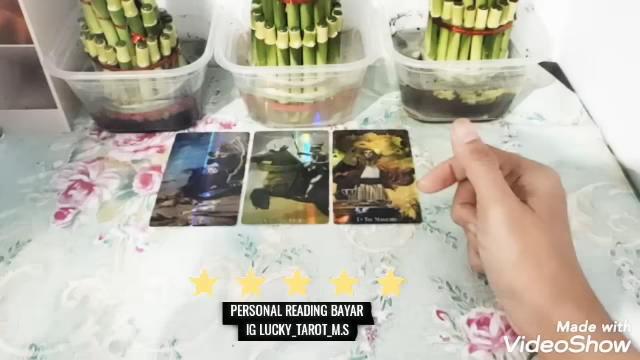 I • The Magician
PERSONAL READING BAYAR
IG LUCKY_TAROT_M.S
Made with
VideoShow